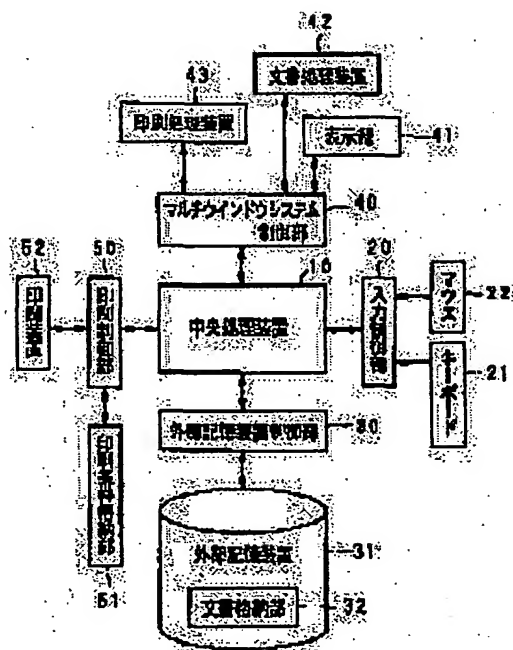 42
文書処理装置
43
印刷処理装置
表示部
41
マルチウインドウシステム
制御部
40
52
50
10
20
印刷装置
印刷制御部
中央処理装置
入力制御部
マウス
22
キーボード
21
外部記憶装置制御部
30
印刷条件格納部
51
外部記憶装置
31
文書格納部
32